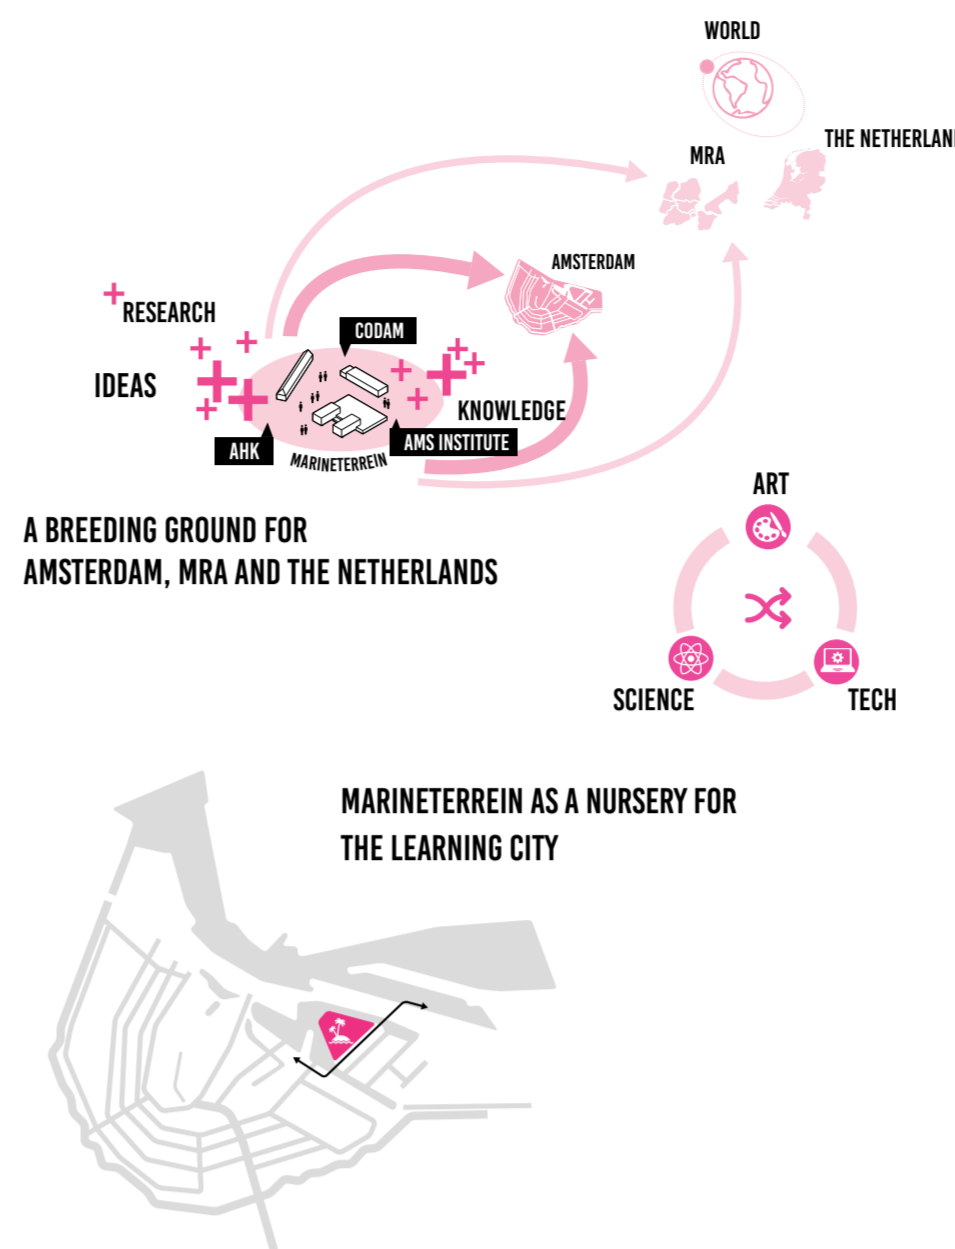 WORLD
THE NETHERLAN
MRA
AMSTERDAM
RESEARCH
CODAM
IDEAS
KNOWLEDGE
AHK
AMS INSTITUTE
MARINETERREIN
A BREEDING GROUND FOR
AMSTERDAM, MRA AND THE NETHERLANDS
ART
SCIENCE
TECH
MARINETERREIN AS A NURSERY FOR
THE LEARNING CITY